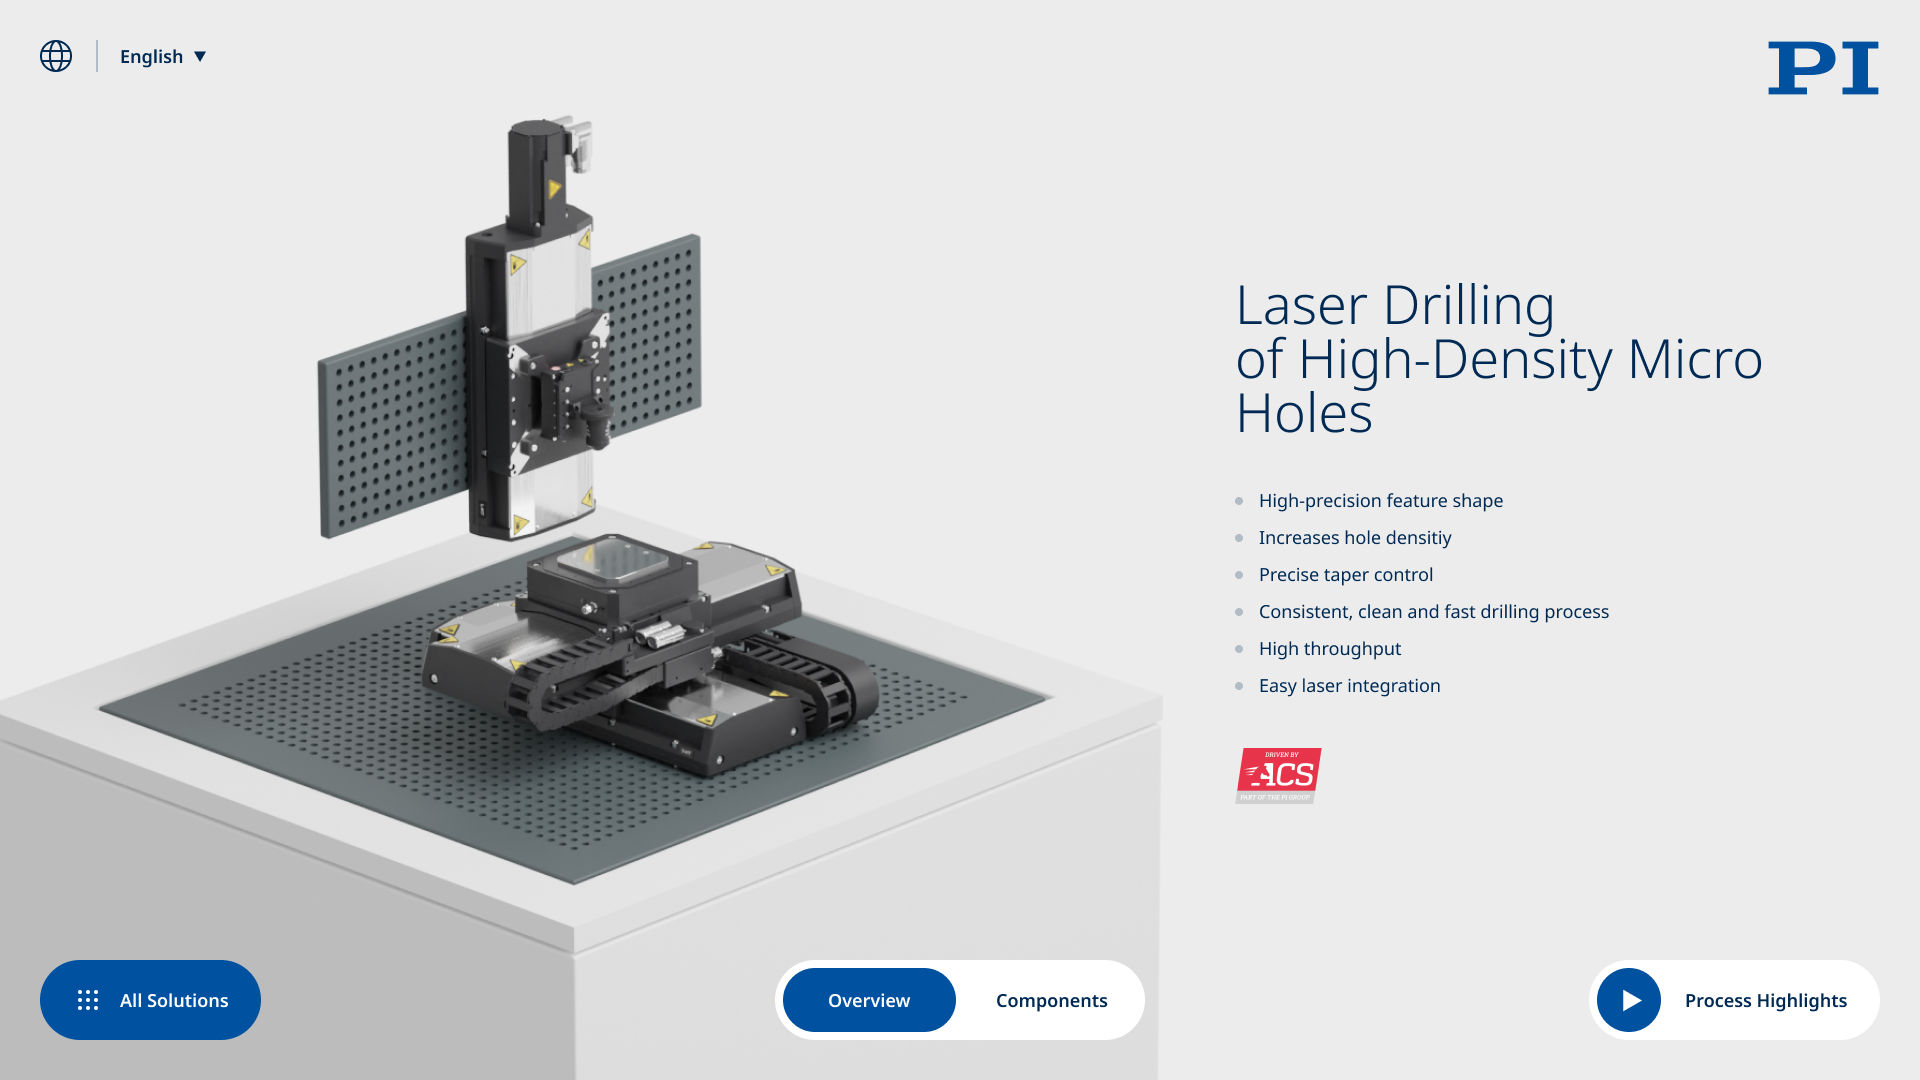 English
PI
Laser Drilling
of High-Density Micro
Holes
High-precision feature shape
Increases hole densitiy
Precise taper control
Consistent, clean and fast drilling process
High throughput
Easy laser integration
DRIVEN BY
ACS
PART OF THE PI GROUP
All Solutions
Overview
Components
Process Highlights